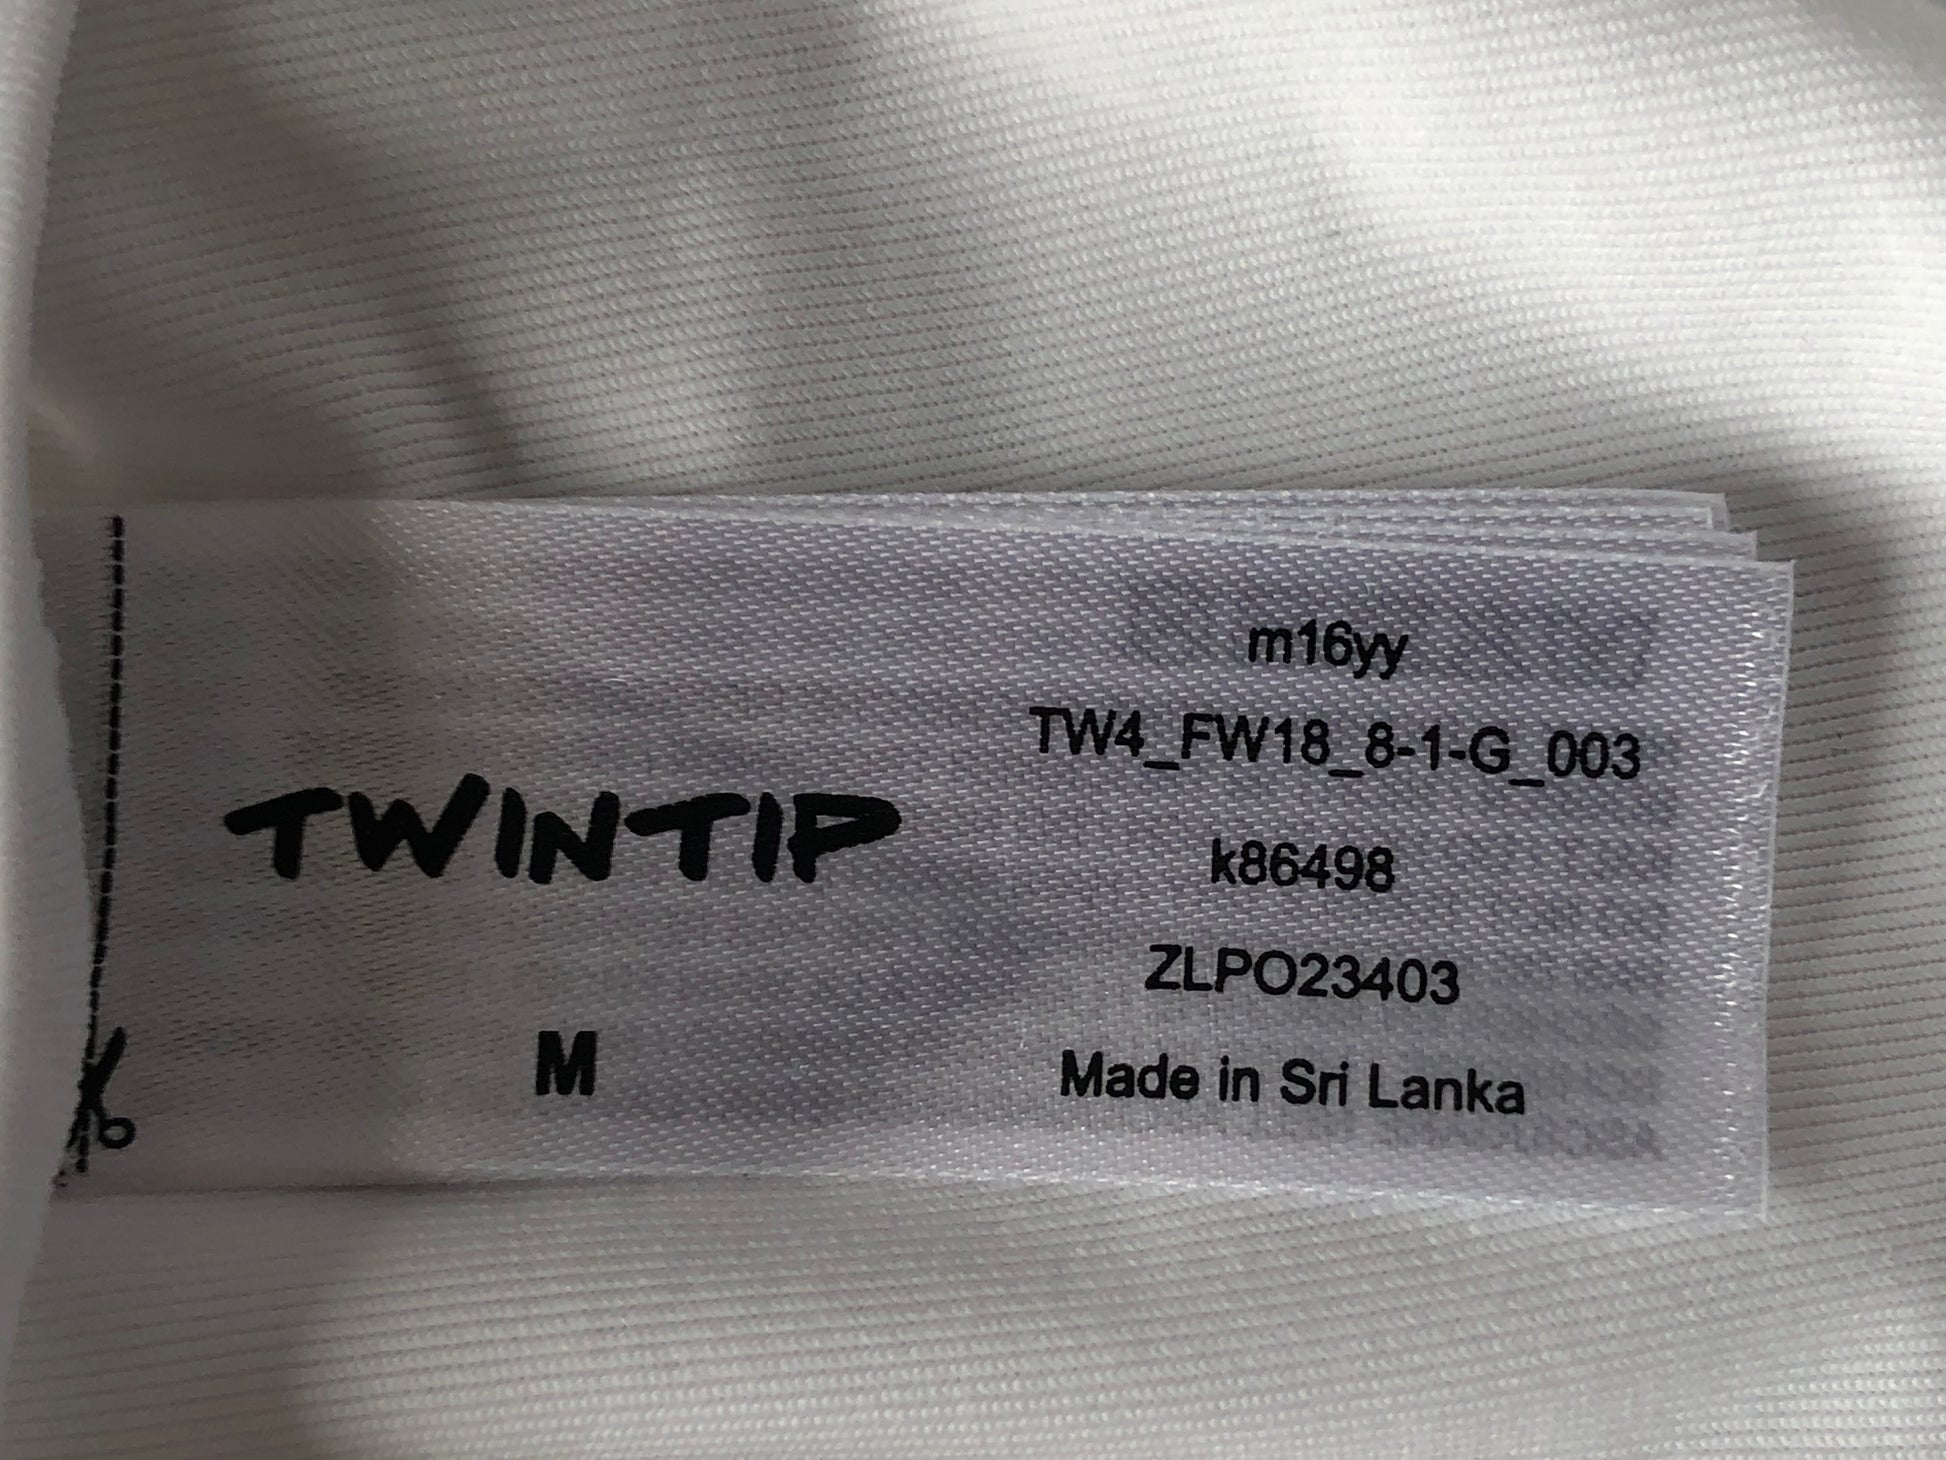 TWINTIP
M
m16yy
TW4_FW18_8-1-G_003
k86498
ZLPO23403
Made in Sri Lanka